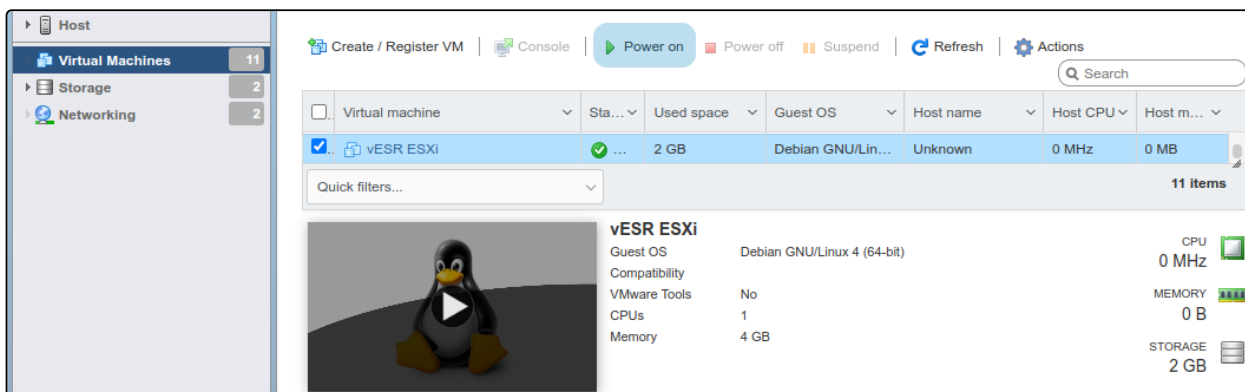 Host
Virtual Machines 11
Storage 2
Networking 2
Create / Register VM Console Power on Power off Suspend Refresh Actions
Search
Virtual machine Sta... Used space Guest OS Host name Host CPU Host m...
vESR ESXi ... 2 GB Debian GNU/Lin... Unknown 0 MHz 0 MB
Quick filters... 11 items
vESR ESXi
Guest OS Debian GNU/Linux 4 (64-bit)
Compatibility
VMware Tools No
CPUs 1
Memory 4 GB
CPU
0 MHz
MEMORY
0 B
STORAGE
2 GB